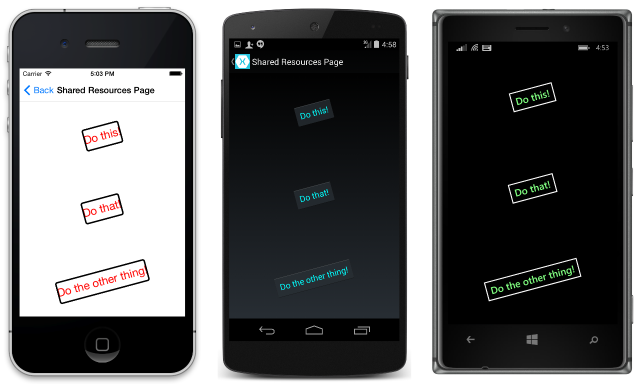 Carrier 5:03 PM
Back Shared Resources Page
Do this!
Do that!
Do the other thing!
4:58
Shared Resources Page
Do this!
Do that!
Do the other thing!
4:53
Do this!
Do that!
Do the other thing!